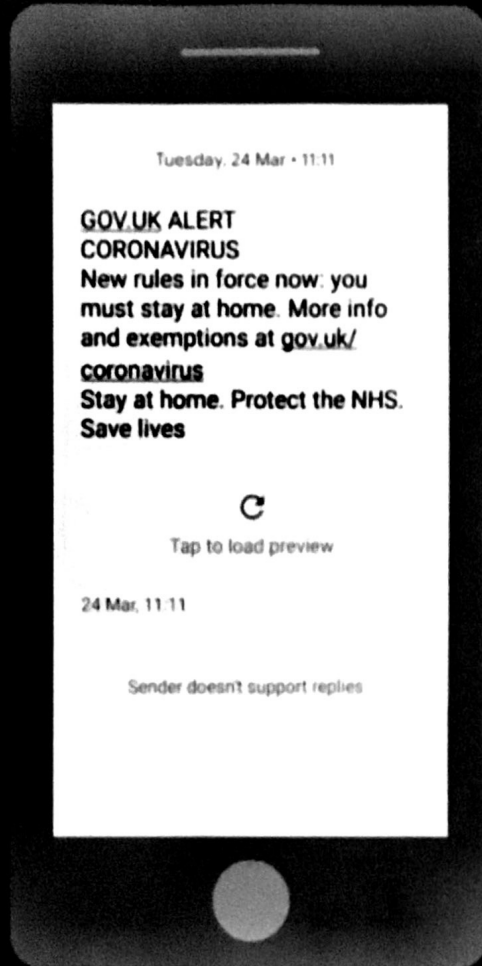 Tuesday, 24 Mar • 11:11
GOV.UK ALERT
CORONAVIRUS
New rules in force now: you
must stay at home. More info
and exemptions at gov.uk/
coronavirus
Stay at home. Protect the NHS.
Save lives
Tap to load preview
24 Mar, 11:11
Sender doesn't support replies